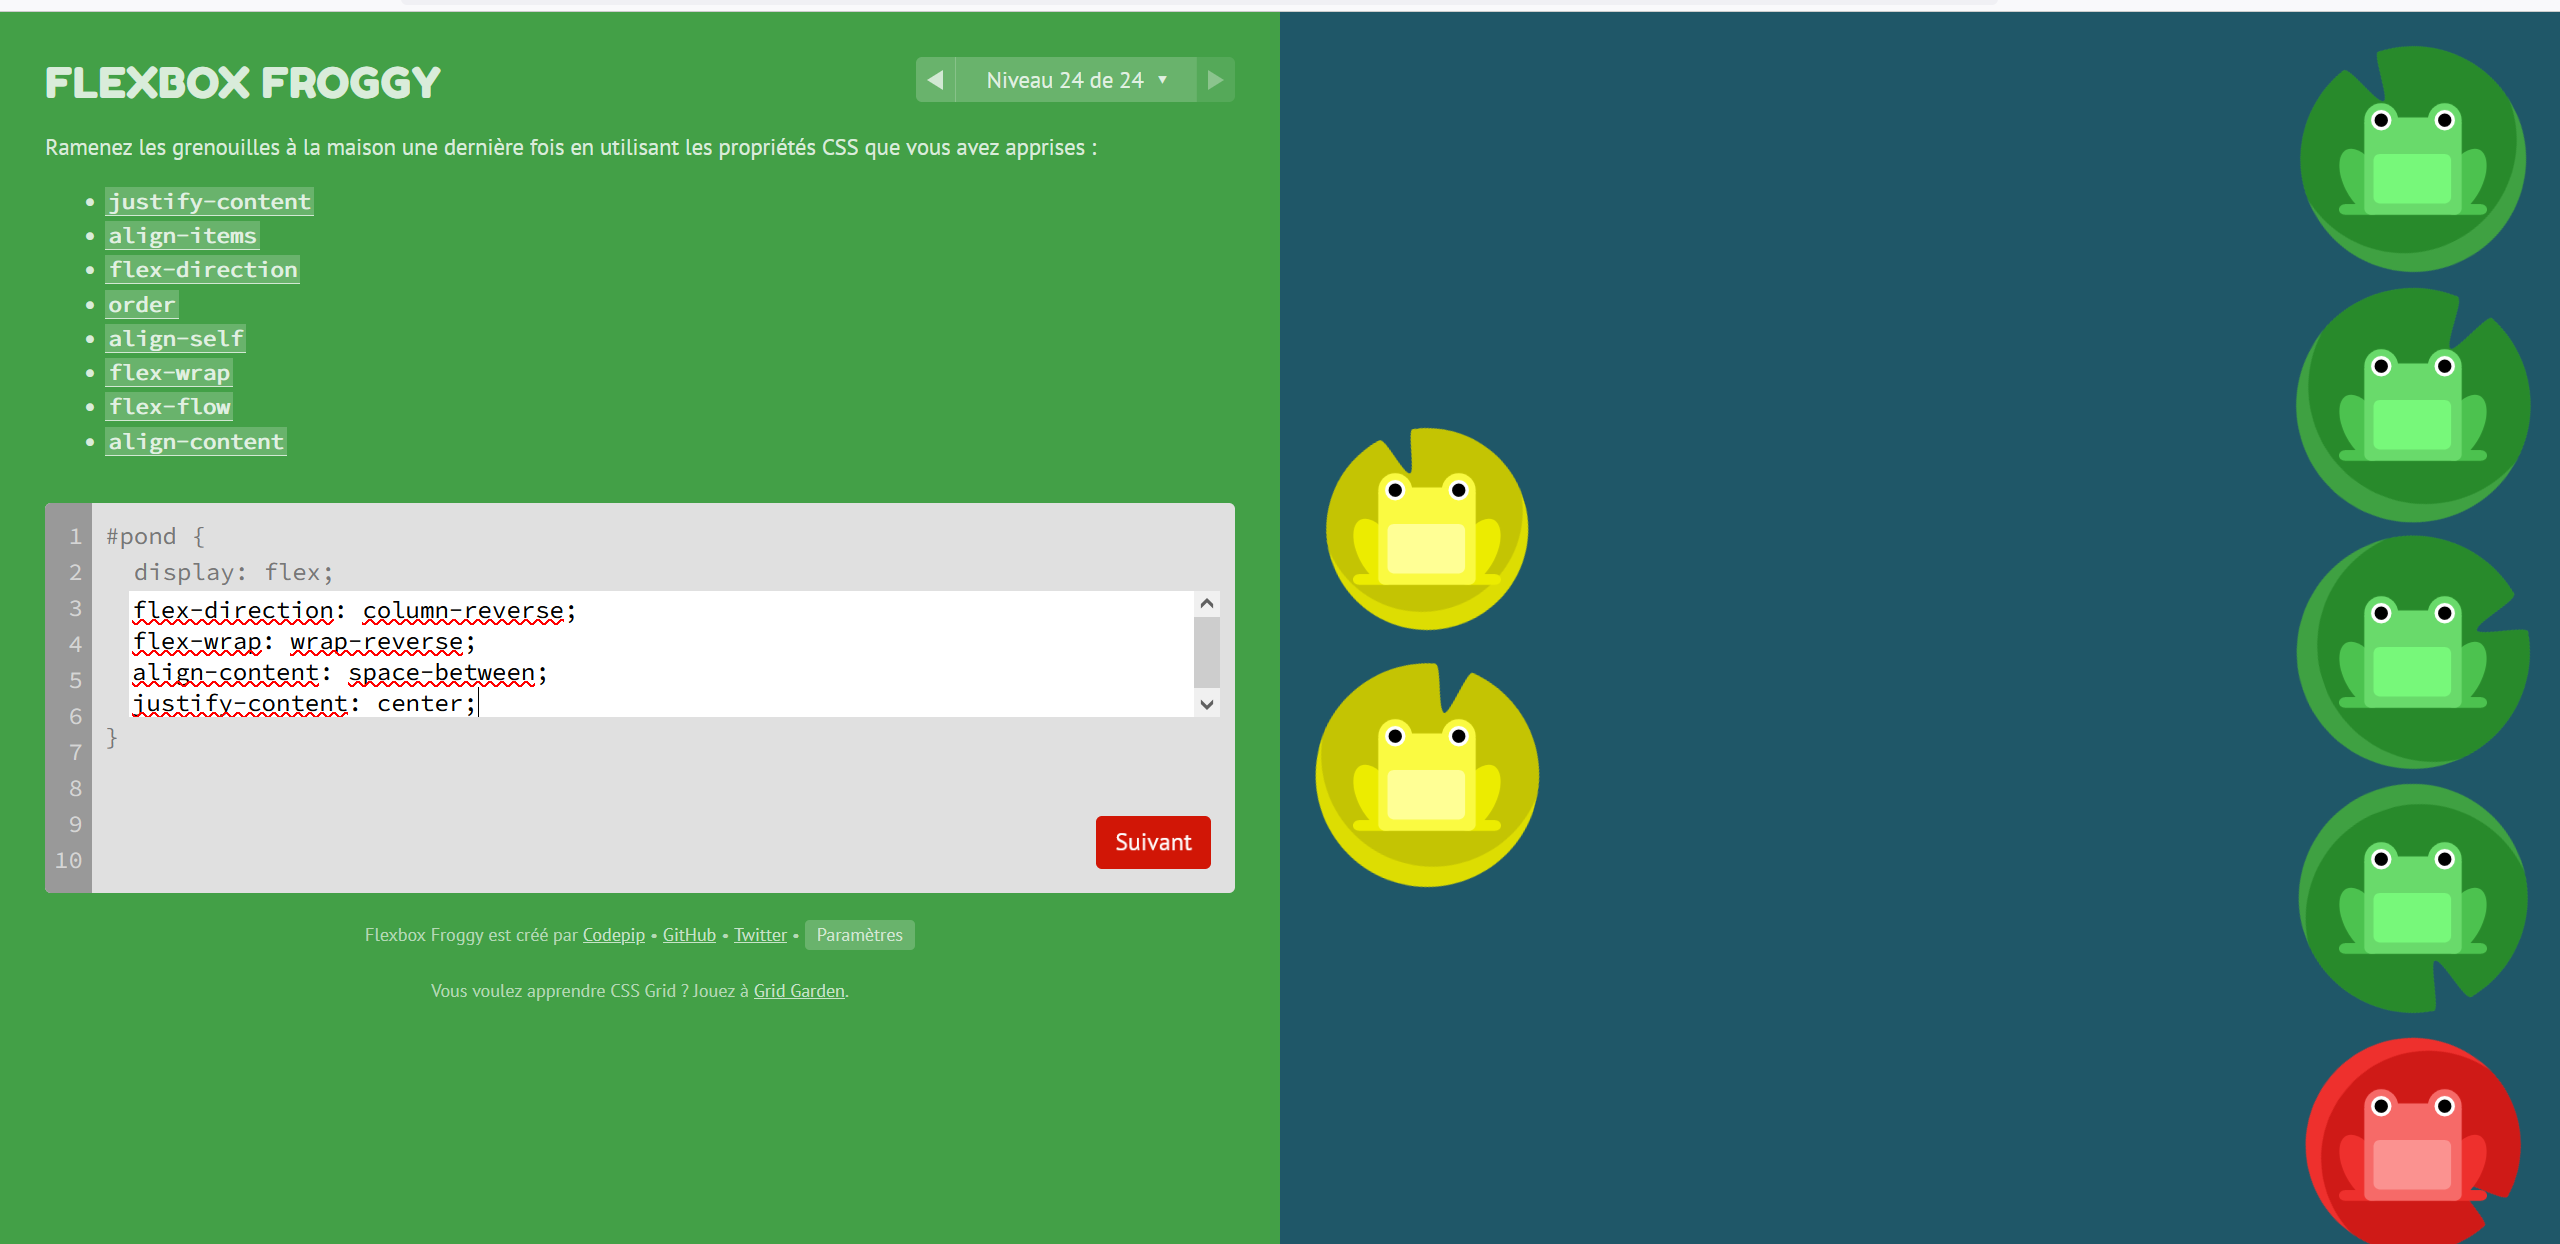 FLEXBOX FROGGY
Niveau 24 de 24 ▼
Ramenez les grenouilles à la maison une dernière fois en utilisant les propriétés CSS que vous avez apprises :
• justify-content
• align-items
• flex-direction
• order
• align-self
• flex-wrap
• flex-flow
• align-content
1 #pond {
2 display: flex;
3 flex-direction: column-reverse;
4 flex-wrap: wrap-reverse;
5 align-content: space-between;
6 justify-content: center;
7 }
8
9
10
Suivant
Flexbox Froggy est créé par Codepip • GitHub • Twitter • Paramètres
Vous voulez apprendre CSS Grid ? Jouez à Grid Garden.